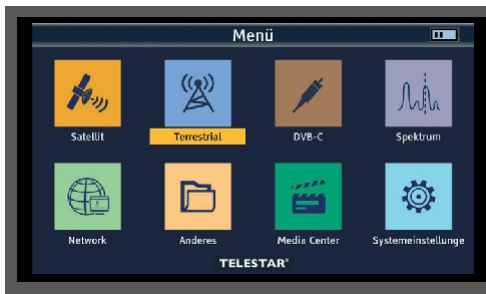 Menü
Satellit Terrestrial DVB-C Spektrum
Network Anderes Media Center Systemeinstellunge
TELESTAR®